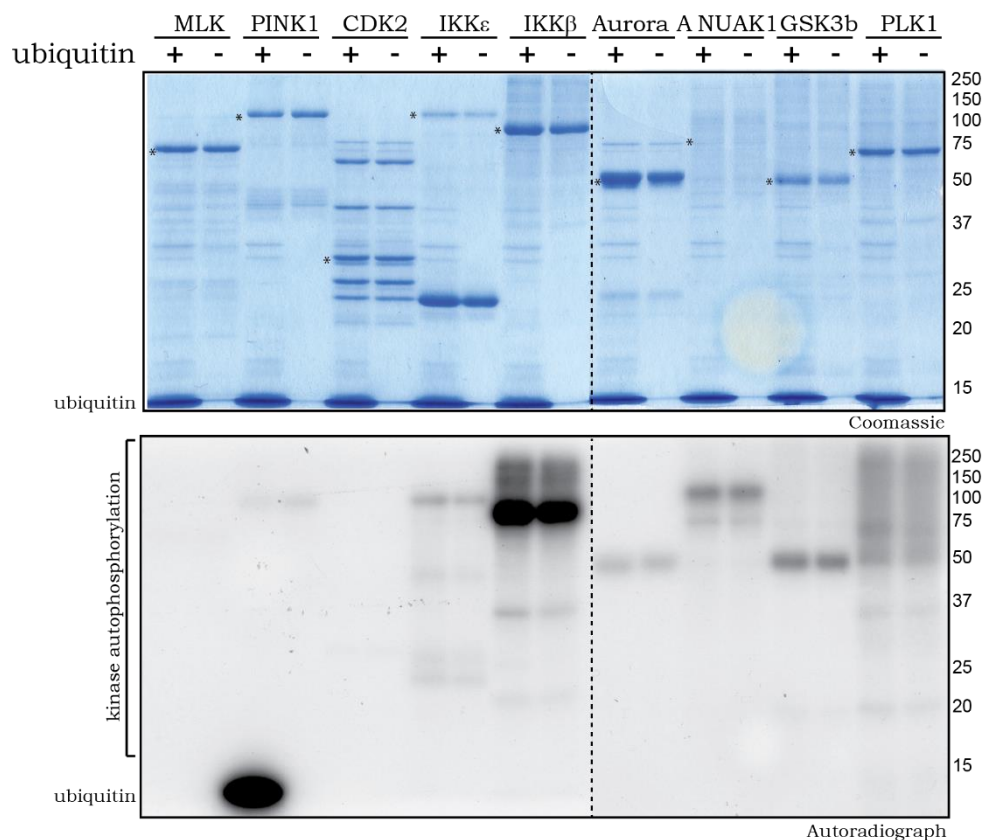 MLK PINK1 CDK2 IKKε IKKβ Aurora A NUAK1 GSK3b PLK1
ubiquitin + - + - + - + - + - + - + - + - + -
250
150
100
75
50
37
25
20
15
ubiquitin
Coomassie
kinase autophosphorylation
250
150
100
75
50
37
25
20
15
ubiquitin
Autoradiograph